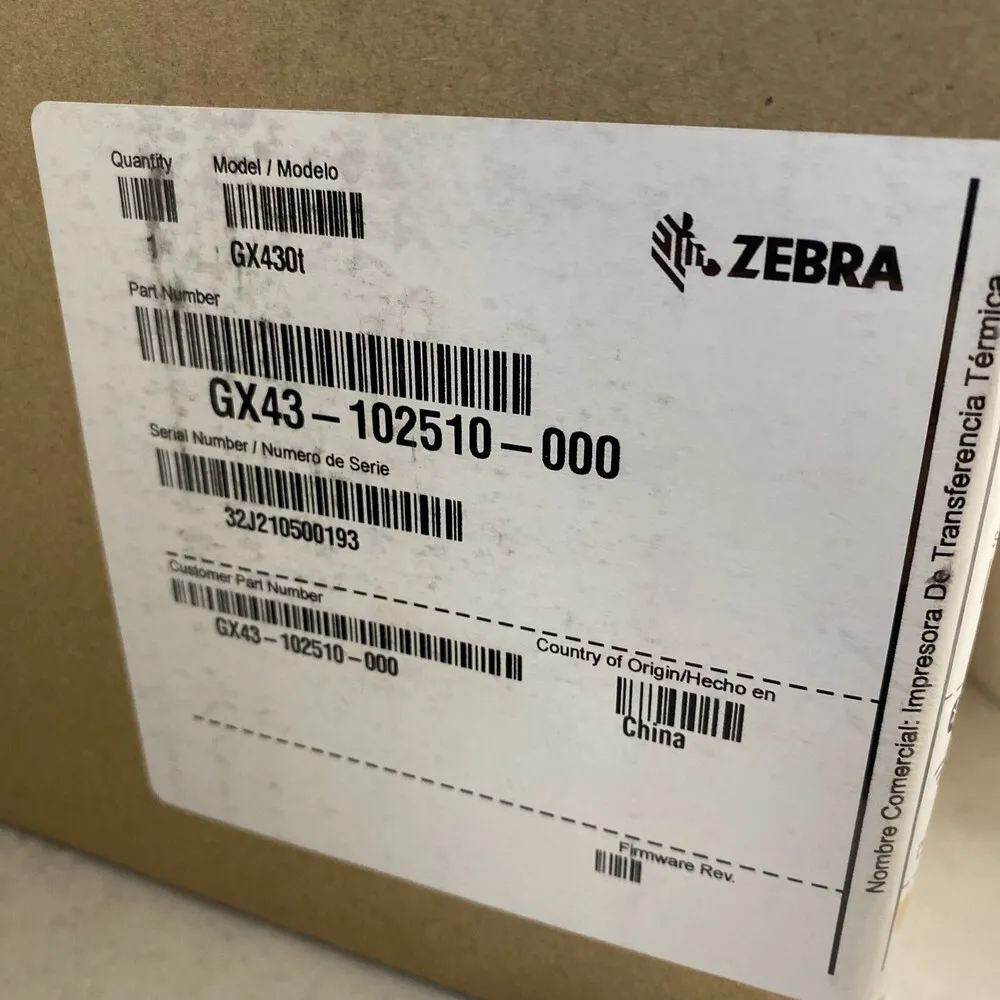 Quantity
1
Model / Modelo
GX430t
ZEBRA
Part Number
GX43-102510-000
Serial Number / Numero de Serie
32J210500193
Customer Part Number
GX43-102510-000
Country of Origin/Hecho en
China
Firmware Rev.
Nombre Comercial: Impresora De Transferencia Térmica